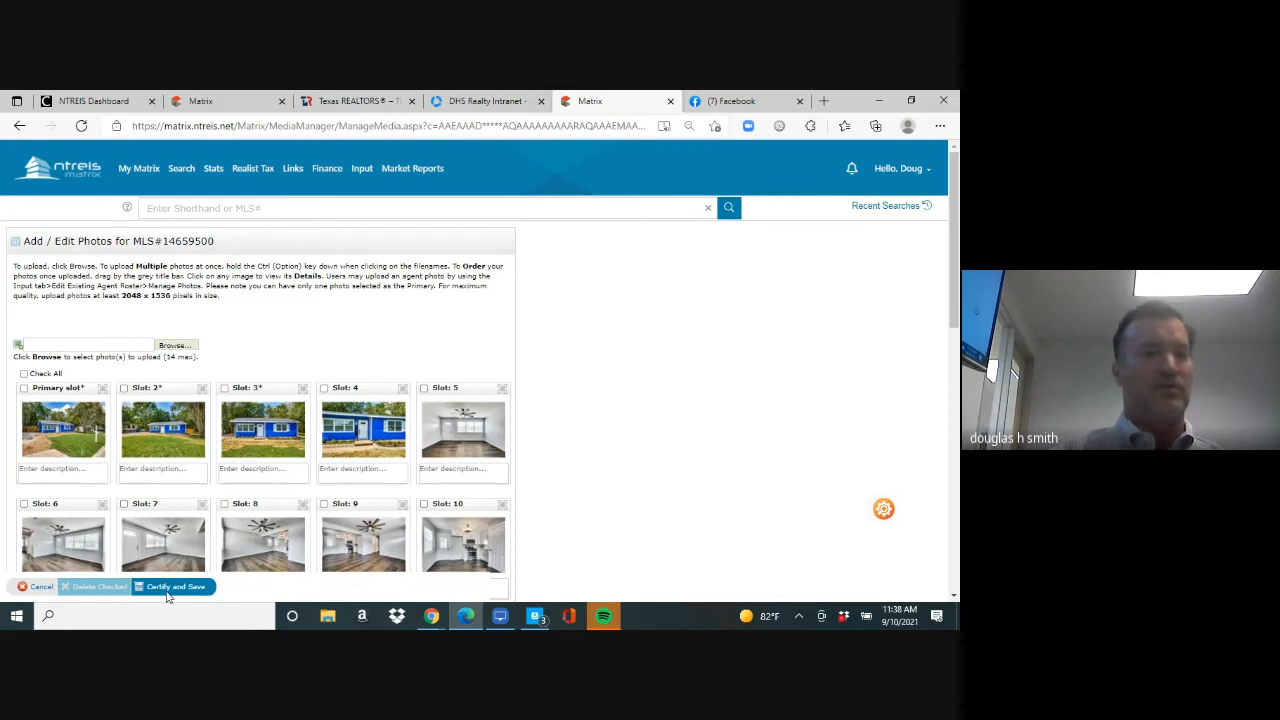 NTREIS Dashboard
Matrix
Texas REALTORS® – T
DHS Realty Intranet -
Matrix
(7) Facebook
https://matrix.ntreis.net/Matrix/MediaManager/ManageMedia.aspx?c=AAEAAAD*****AQAAAAAAAAARAQAAAEMAA...
ntreis
matrix
My Matrix Search Stats Realist Tax Links Finance Input Market Reports
Hello, Doug
Enter Shorthand or MLS#
Recent Searches
Add / Edit Photos for MLS#14659500
To upload, click Browse. To upload Multiple photos at once, hold the Ctrl (Option) key down when clicking on the filenames. To Order your
photos once uploaded, drag by the grey title bar. Click on any image to view its Details. Users may upload an agent photo by using the
Input tab>Edit Existing Agent Roster>Manage Photos. Please note you can have only one photo selected as the Primary. For maximum
quality, upload photos at least 2048 x 1536 pixels in size.
Browse...
Click Browse to select photo(s) to upload (14 max).
Check All
Primary slot* Slot: 2* Slot: 3* Slot: 4 Slot: 5
Enter description... Enter description... Enter description... Enter description... Enter description...
Slot: 6 Slot: 7 Slot: 8 Slot: 9 Slot: 10
Cancel Delete Checked Certify and Save
douglas h smith
3
82°F
11:38 AM
9/10/2021